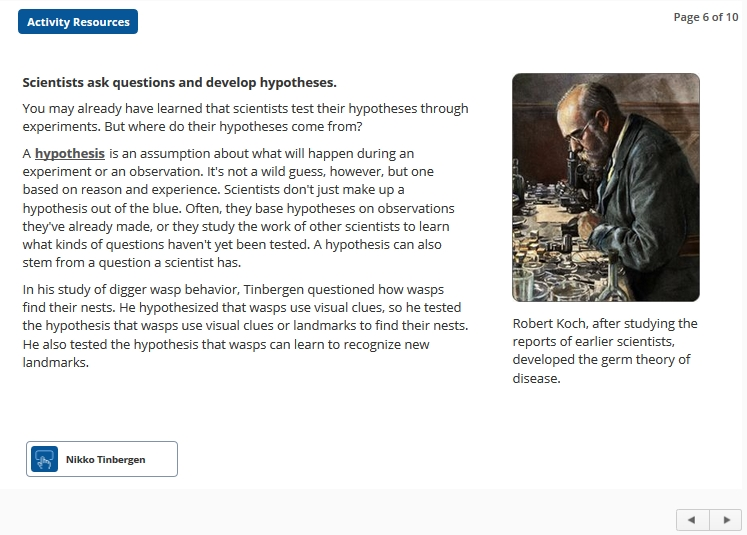 Activity Resources
Page 6 of 10
Scientists ask questions and develop hypotheses.
You may already have learned that scientists test their hypotheses through
experiments. But where do their hypotheses come from?
A hypothesis is an assumption about what will happen during an
experiment or an observation. It's not a wild guess, however, but one
based on reason and experience. Scientists don't just make up a
hypothesis out of the blue. Often, they base hypotheses on observations
they've already made, or they study the work of other scientists to learn
what kinds of questions haven't yet been tested. A hypothesis can also
stem from a question a scientist has.
In his study of digger wasp behavior, Tinbergen questioned how wasps
find their nests. He hypothesized that wasps use visual clues, so he tested
the hypothesis that wasps use visual clues or landmarks to find their nests.
He also tested the hypothesis that wasps can learn to recognize new
landmarks.
Robert Koch, after studying the
reports of earlier scientists,
developed the germ theory of
disease.
Nikko Tinbergen